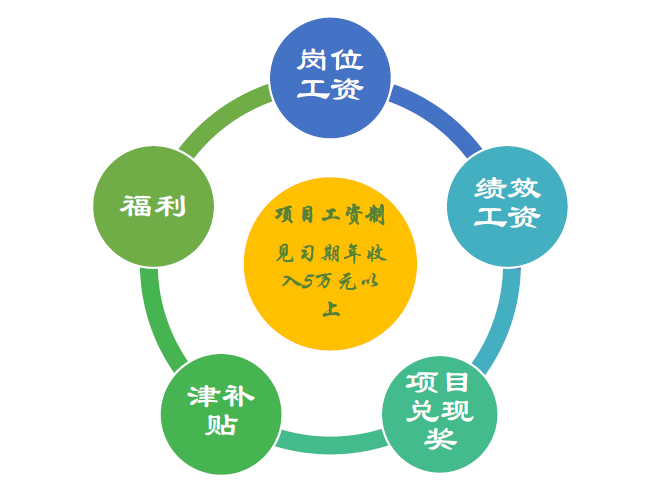 岗位
工资
绩效
工资
项目
兑现
奖
津补
贴
福利
项目工资制
见习期年收
入5万元以
上